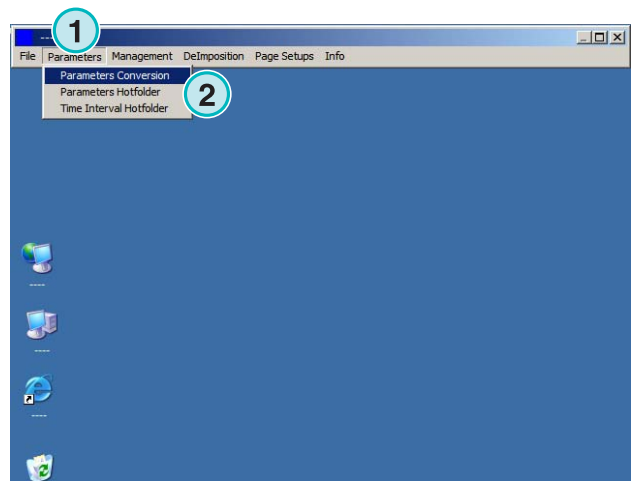 1
----
File Parameters Management DeImposition Page Setups Info
Parameters Conversion
Parameters Hotfolder
Time Interval Hotfolder
2
----
----
----